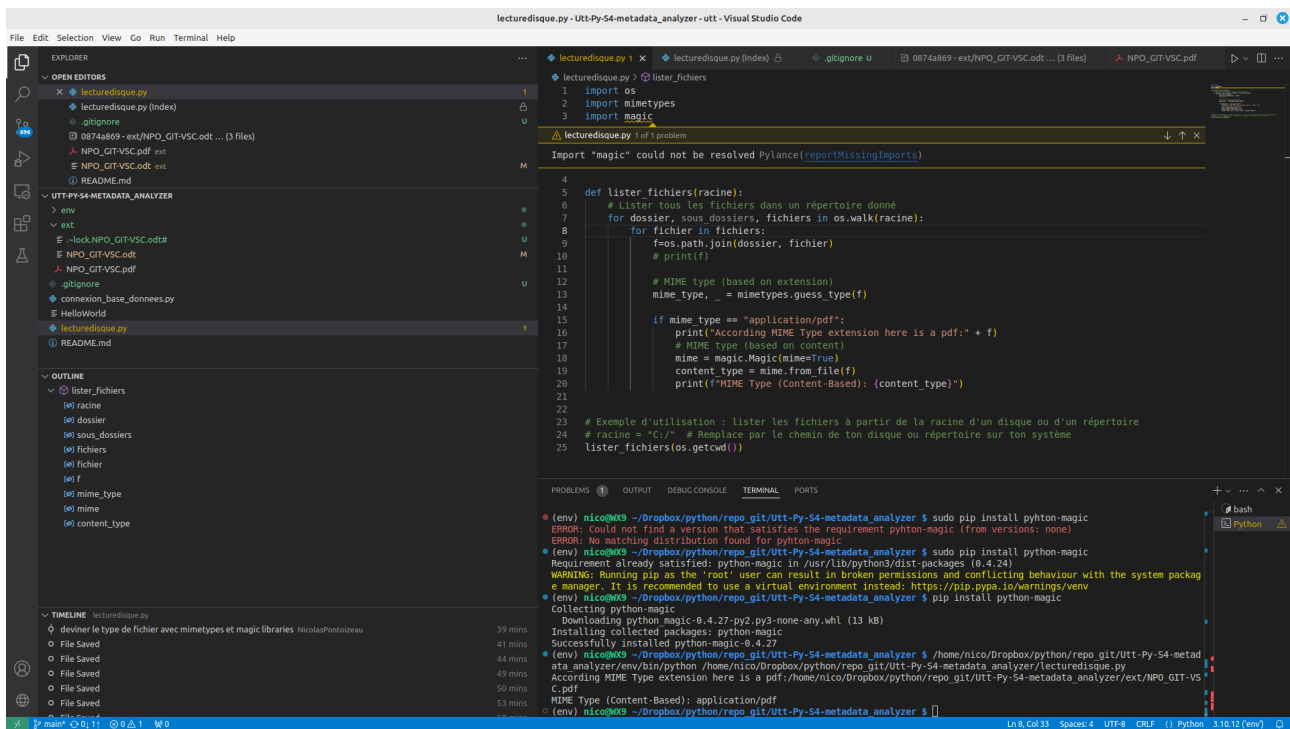 lecturedisque.py - Utt-Py-S4-metadata_analyzer - utt - Visual Studio Code
File Edit Selection View Go Run Terminal Help
EXPLORER
OPEN EDITORS
lecturedisque.py 1
lecturedisque.py (Index)
.gitignore U
0874a869 - ext/NPO_GIT-VSC.odt ... (3 files)
NPO_GIT-VSC.pdf ext
NPO_GIT-VSC.odt ext M
README.md
UTT-PY-S4-METADATA_ANALYZER
env
ext
.~lock.NPO_GIT-VSC.odt# U
NPO_GIT-VSC.odt M
NPO_GIT-VSC.pdf
.gitignore U
connexion_base_donnees.py
HelloWorld
lecturedisque.py 1
README.md
OUTLINE
lister_fichiers
racine
dossier
sous_dossiers
fichiers
fichier
f
mime_type
mime
content_type
TIMELINE lecturedisque.py
deviner le type de fichier avec mimetypes et magic libraries NicolasPontoizeau 39 mins
File Saved 41 mins
File Saved 44 mins
File Saved 49 mins
File Saved 50 mins
File Saved 53 mins
lecturedisque.py 1 lecturedisque.py (Index) .gitignore U 0874a869 - ext/NPO_GIT-VSC.odt ... (3 files) NPO_GIT-VSC.pdf
lecturedisque.py > lister_fichiers
1 import os
2 import mimetypes
3 import magic
lecturedisque.py 1 of 1 problem
Import "magic" could not be resolved Pylance(reportMissingImports)
4
5 def lister_fichiers(racine):
6 # Lister tous les fichiers dans un répertoire donné
7 for dossier, sous_dossiers, fichiers in os.walk(racine):
8 for fichier in fichiers:
9 f=os.path.join(dossier, fichier)
10 # print(f)
11
12 # MIME type (based on extension)
13 mime_type, _ = mimetypes.guess_type(f)
14
15 if mime_type == "application/pdf":
16 print("According MIME Type extension here is a pdf:" + f)
17 # MIME type (based on content)
18 mime = magic.Magic(mime=True)
19 content_type = mime.from_file(f)
20 print(f"MIME Type (Content-Based): {content_type}")
21
22
23 # Exemple d'utilisation : lister les fichiers à partir de la racine d'un disque ou d'un répertoire
24 # racine = "C:/" # Remplace par le chemin de ton disque ou répertoire sur ton système
25 lister_fichiers(os.getcwd())
PROBLEMS 1 OUTPUT DEBUG CONSOLE TERMINAL PORTS
bash
Python
(env) nico@WX9 ~/Dropbox/python/repo_git/Utt-Py-S4-metadata_analyzer $ sudo pip install pyhton-magic
ERROR: Could not find a version that satisfies the requirement pyhton-magic (from versions: none)
ERROR: No matching distribution found for pyhton-magic
(env) nico@WX9 ~/Dropbox/python/repo_git/Utt-Py-S4-metadata_analyzer $ sudo pip install python-magic
Requirement already satisfied: python-magic in /usr/lib/python3/dist-packages (0.4.24)
WARNING: Running pip as the 'root' user can result in broken permissions and conflicting behaviour with the system packag
e manager. It is recommended to use a virtual environment instead: https://pip.pypa.io/warnings/venv
(env) nico@WX9 ~/Dropbox/python/repo_git/Utt-Py-S4-metadata_analyzer $ pip install python-magic
Collecting python-magic
Downloading python_magic-0.4.27-py2.py3-none-any.whl (13 kB)
Installing collected packages: python-magic
Successfully installed python-magic-0.4.27
(env) nico@WX9 ~/Dropbox/python/repo_git/Utt-Py-S4-metadata_analyzer $ /home/nico/Dropbox/python/repo_git/Utt-Py-S4-metad
ata_analyzer/env/bin/python /home/nico/Dropbox/python/repo_git/Utt-Py-S4-metadata_analyzer/lecturedisque.py
According MIME Type extension here is a pdf:/home/nico/Dropbox/python/repo_git/Utt-Py-S4-metadata_analyzer/ext/NPO_GIT-VS
C.pdf
MIME Type (Content-Based): application/pdf
(env) nico@WX9 ~/Dropbox/python/repo_git/Utt-Py-S4-metadata_analyzer $
696
main* 0↓ 1↑ 0 1 0 Ln 8, Col 33 Spaces: 4 UTF-8 CRLF {} Python 3.10.12 ('env')